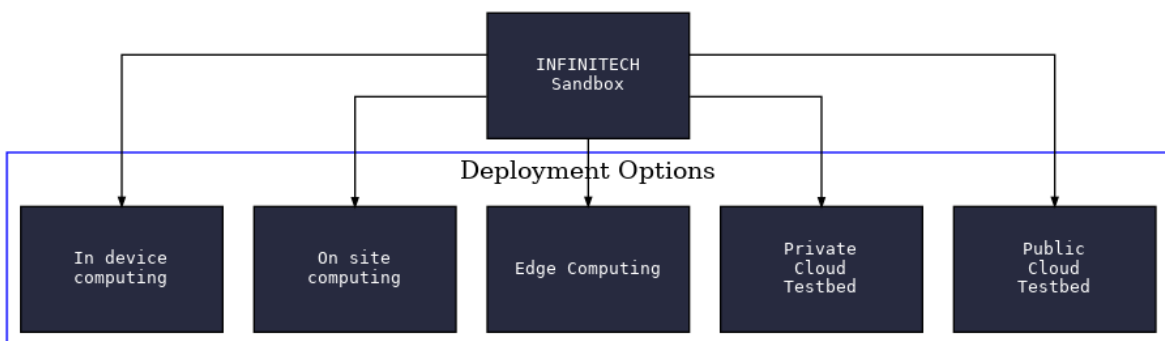 INFINITECH
Sandbox
Deployment Options
In device
computing
On site
computing
Edge Computing
Private
Cloud
Testbed
Public
Cloud
Testbed